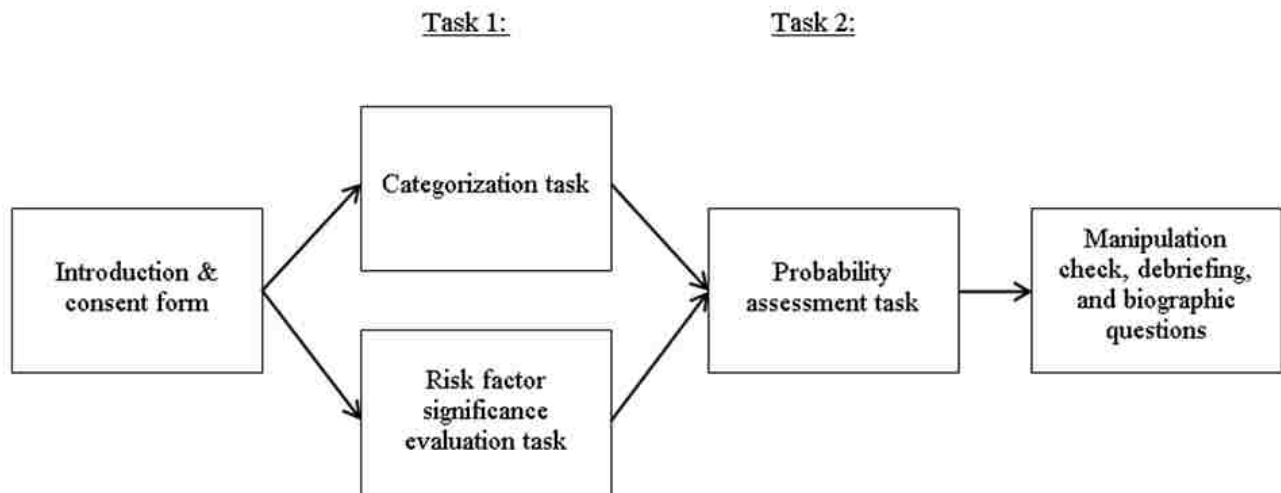 Task 1:
Task 2:
Categorization task
Introduction &
consent form
Risk factor
significance
evaluation task
Probability
assessment task
Manipulation
check, debriefing,
and biographic
questions